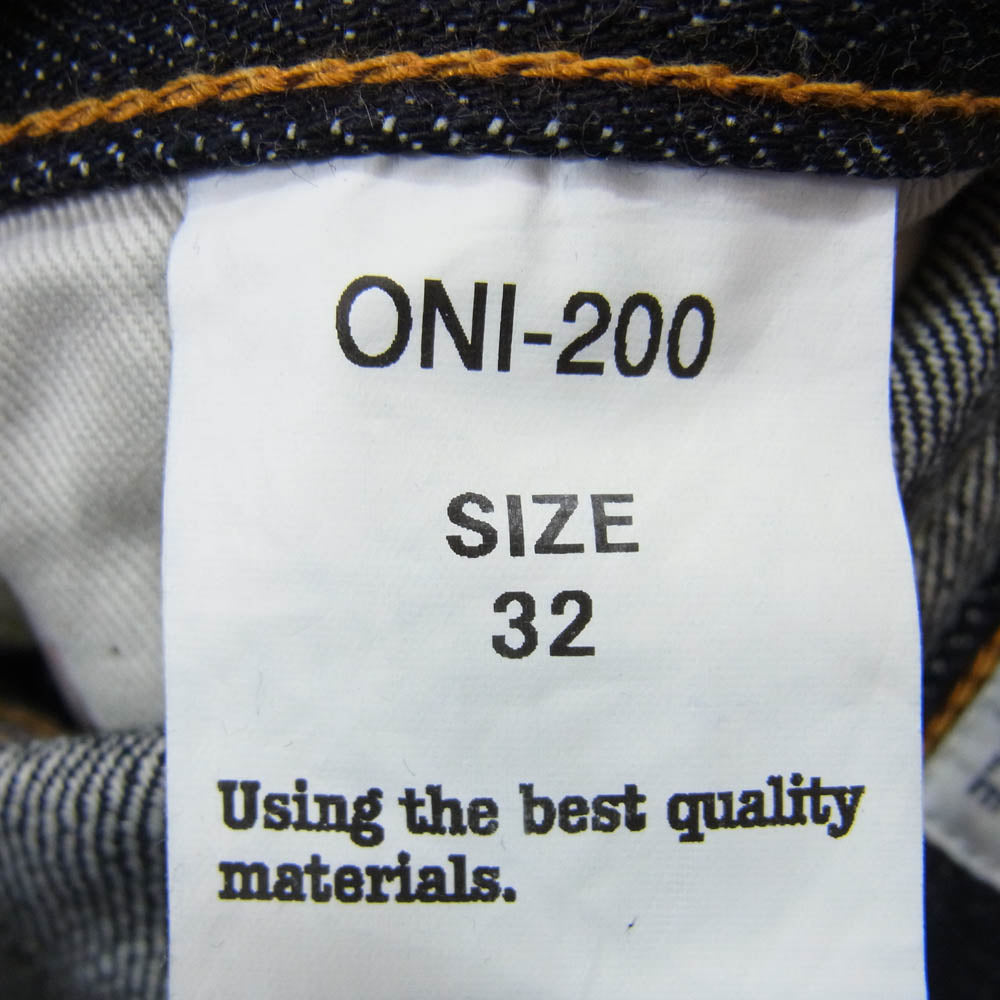 ONI-200
SIZE
32
Using the best quality
materials.